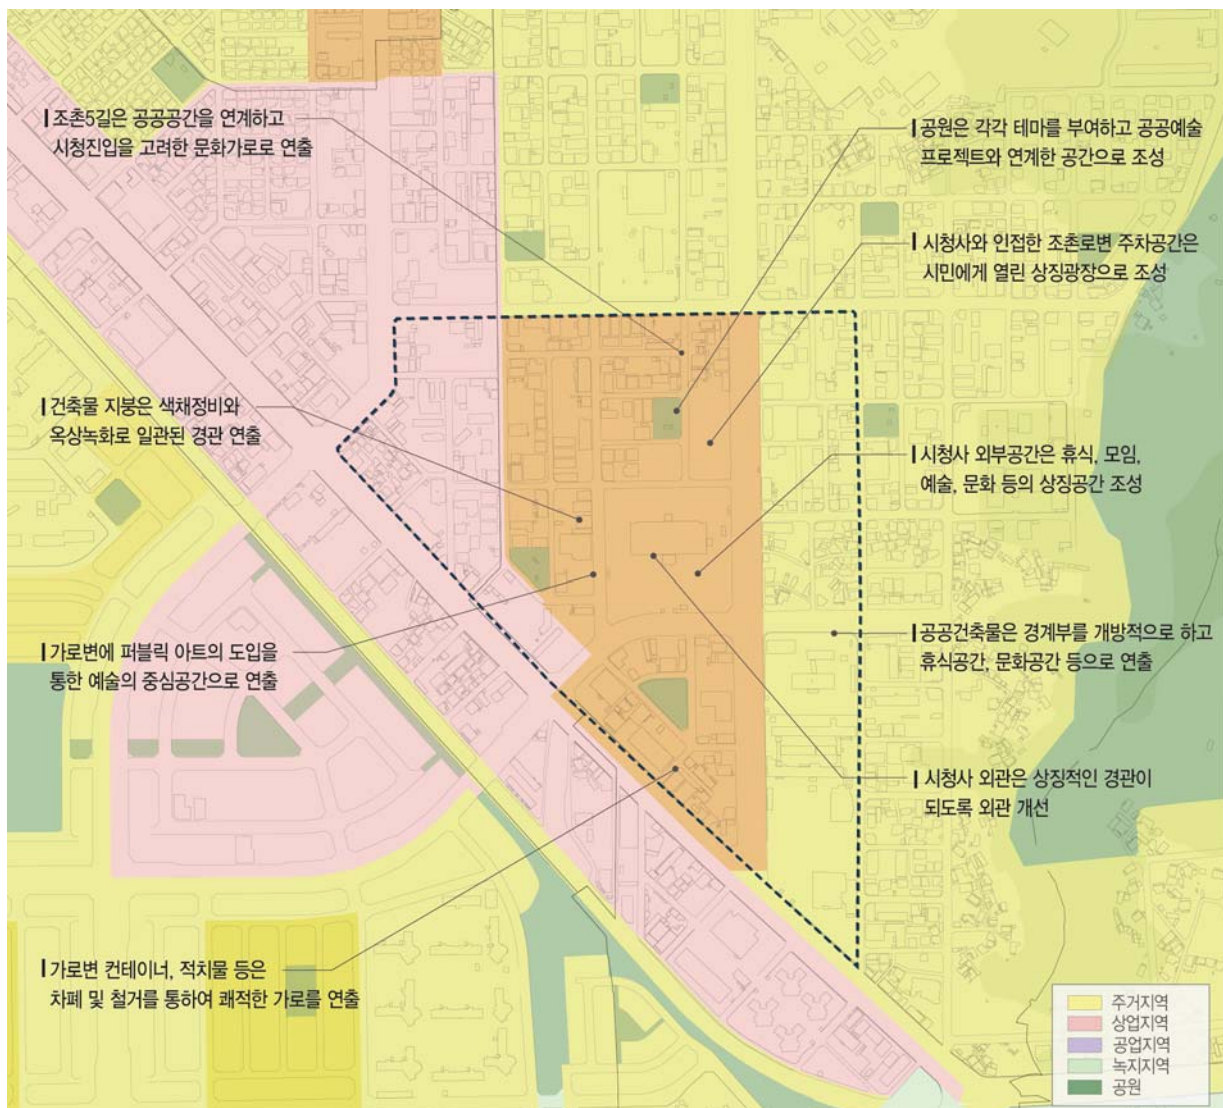 조촌5길은 공공공간을 연계하고
시청진입을 고려한 문화가로로 연출
건축물 지붕은 색채정비와
옥상녹화로 일관된 경관 연출
가로변에 퍼블릭 아트의 도입을
통한 예술의 중심공간으로 연출
가로변 컨테이너, 적치물 등은
차폐 및 철거를 통하여 쾌적한 가로를 연출
공원은 각각 테마를 부여하고 공공예술
프로젝트와 연계한 공간으로 조성
시청사와 인접한 조촌로변 주차공간은
시민에게 열린 상징광장으로 조성
시청사 외부공간은 휴식, 모임,
예술, 문화 등의 상징공간 조성
공공건축물은 경계부를 개방적으로 하고
휴식공간, 문화공간 등으로 연출
시청사 외관은 상징적인 경관이
되도록 외관 개선
주거지역
상업지역
공업지역
녹지지역
공원